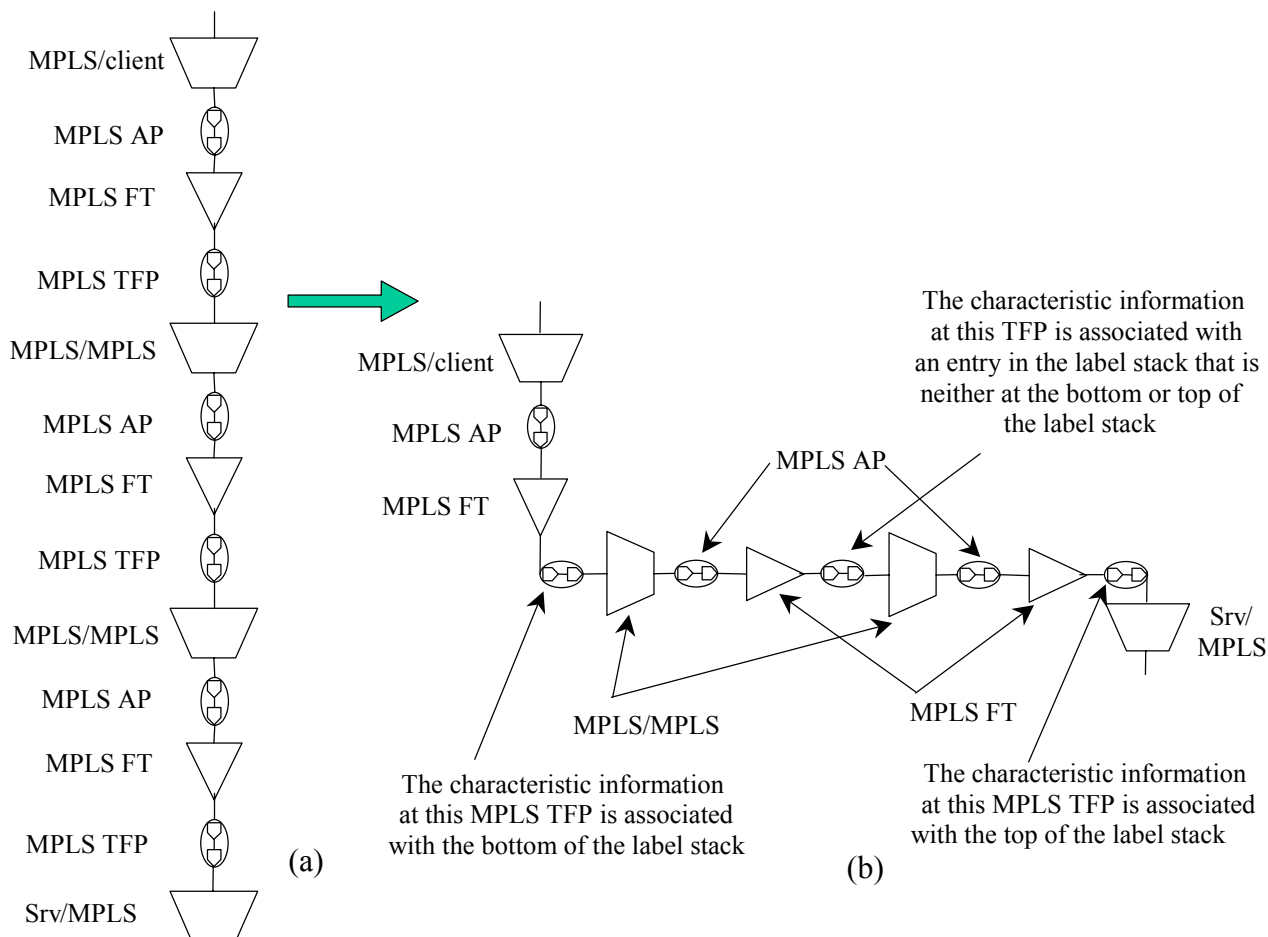 MPLS/client
MPLS AP
MPLS FT
MPLS TFP
MPLS/MPLS
MPLS AP
MPLS FT
MPLS TFP
MPLS/MPLS
MPLS AP
MPLS FT
MPLS TFP
Srv/MPLS
(a)
MPLS/client
MPLS AP
MPLS FT
The characteristic information
at this TFP is associated with
an entry in the label stack that is
neither at the bottom or top of
the label stack
MPLS AP
Srv/
MPLS
MPLS/MPLS
MPLS FT
The characteristic information
at this MPLS TFP is associated
with the bottom of the label stack
The characteristic information
at this MPLS TFP is associated
with the top of the label stack
(b)